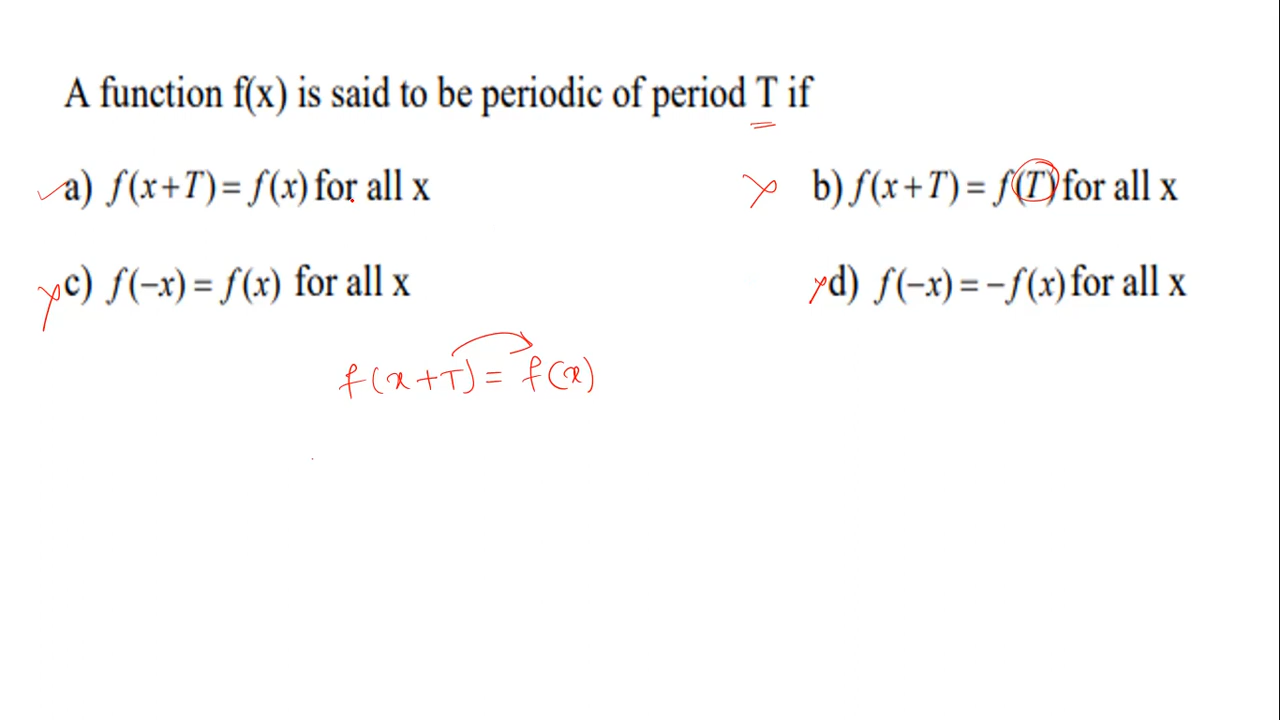 A function f(x) is said to be periodic of period T if
a) f(x+T) = f(x) for all x
b) f(x+T) = f(T) for all x
c) f(−x) = f(x) for all x
d) f(−x) = −f(x) for all x
f(x+T) = f(x)